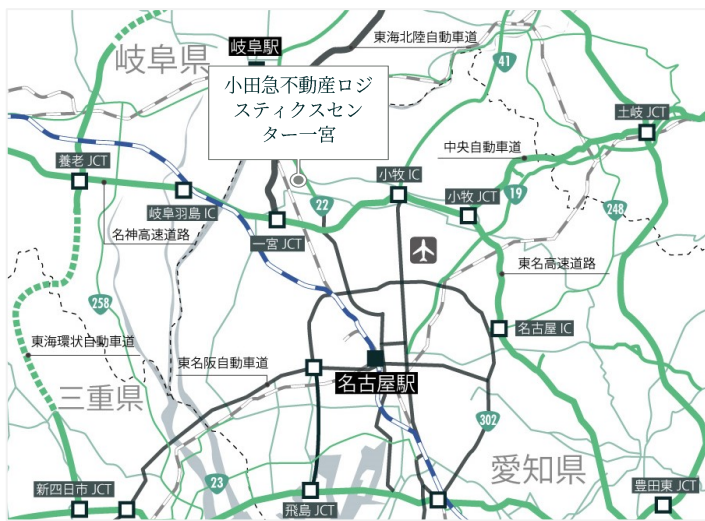 岐阜県
岐阜駅
東海北陸自動車道
41
小田急不動産ロジ
スティクスセン
ター一宮
土岐 JCT
中央自動車道
養老 JCT
小牧 IC
小牧 JCT
19
岐阜羽島 IC
22
248
名神高速道路
一宮 JCT
東名高速道路
258
名古屋 IC
東海環状自動車道
東名阪自動車道
名古屋駅
三重県
302
愛知県
23
新四日市 JCT
飛島 JCT
豊田東 JCT